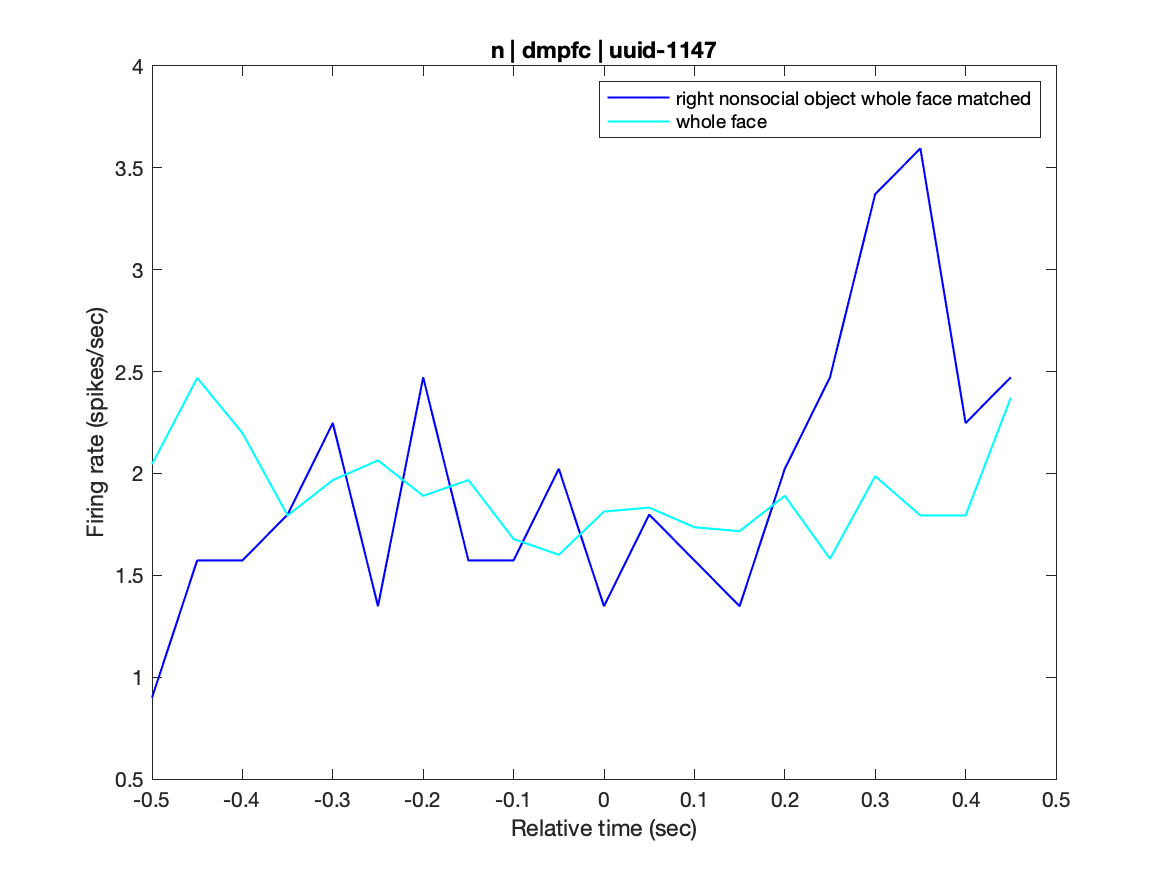 n | dmpfc | uuid-1147
4
right nonsocial object whole face matched
whole face
3.5
3
2.5
2
1.5
1
0.5
Firing rate (spikes/sec)
-0.5 -0.4 -0.3 -0.2 -0.1 0 0.1 0.2 0.3 0.4 0.5
Relative time (sec)